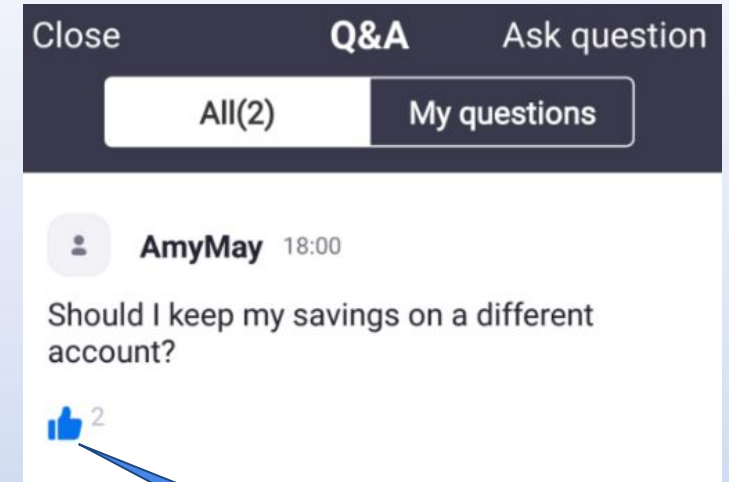 Close Q&A Ask question
All(2) My questions
AmyMay 18:00
Should I keep my savings on a different
account?
2